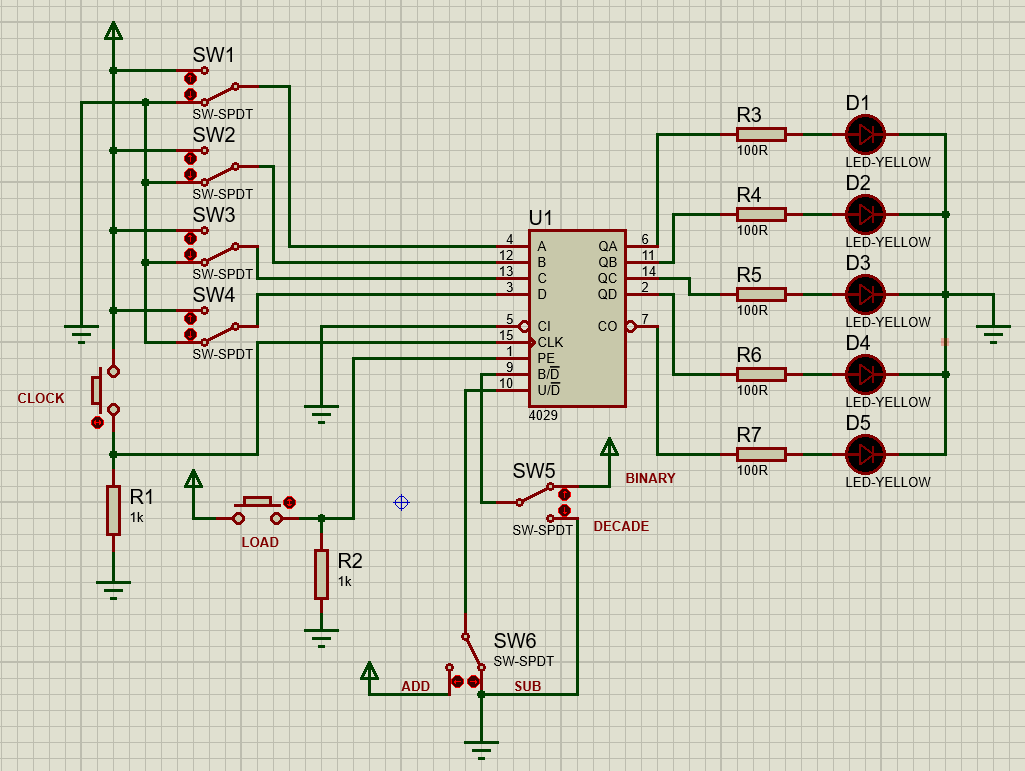 SW1
SW-SPDT
SW2
SW-SPDT
SW3
SW-SPDT
SW4
SW-SPDT
CLOCK
R1
1k
LOAD
R2
1k
U1
4 A QA 6
12 B QB 11
13 C QC 14
3 D QD 2
5 CI CO 7
15 CLK
1 PE
9 B/D
10 U/D
4029
R3
100R
D1
LED-YELLOW
R4
100R
D2
LED-YELLOW
R5
100R
D3
LED-YELLOW
R6
100R
D4
LED-YELLOW
R7
100R
D5
LED-YELLOW
SW5
SW-SPDT
BINARY
DECADE
SW6
SW-SPDT
ADD
SUB